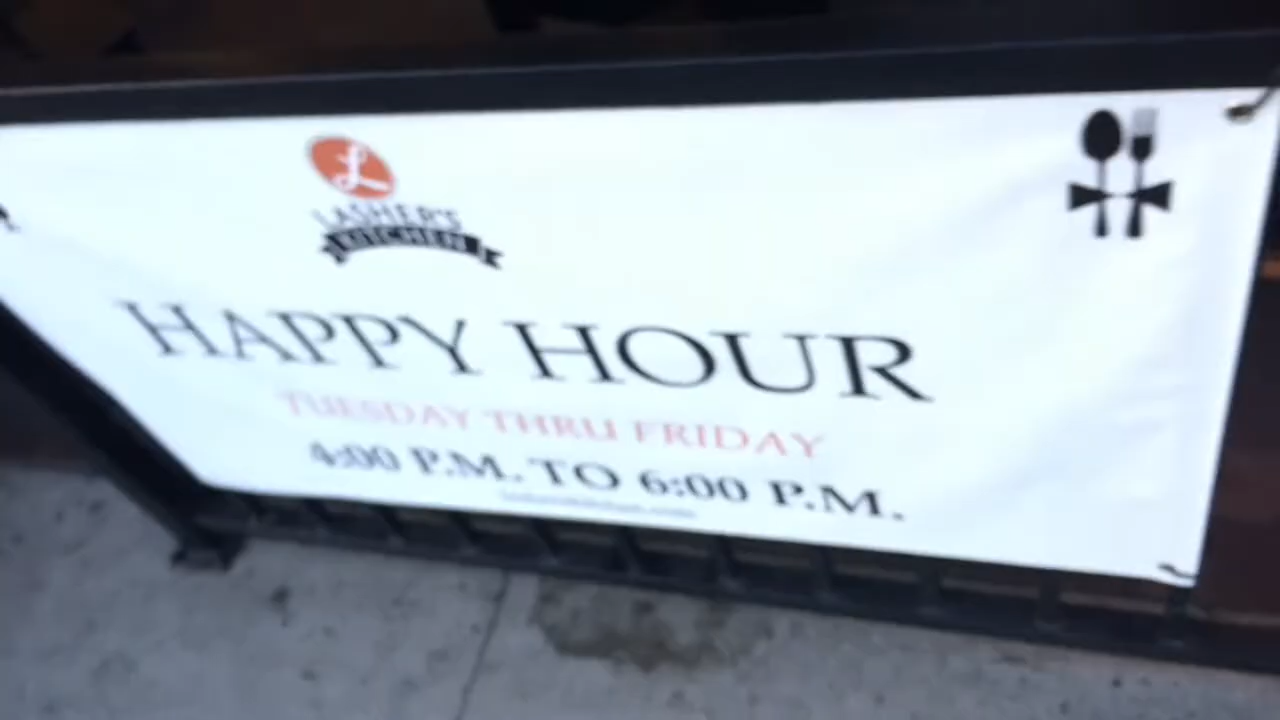 L
LASHER'S
KITCHEN
HAPPY HOUR
TUESDAY THRU FRIDAY
4:00 P.M. TO 6:00 P.M.